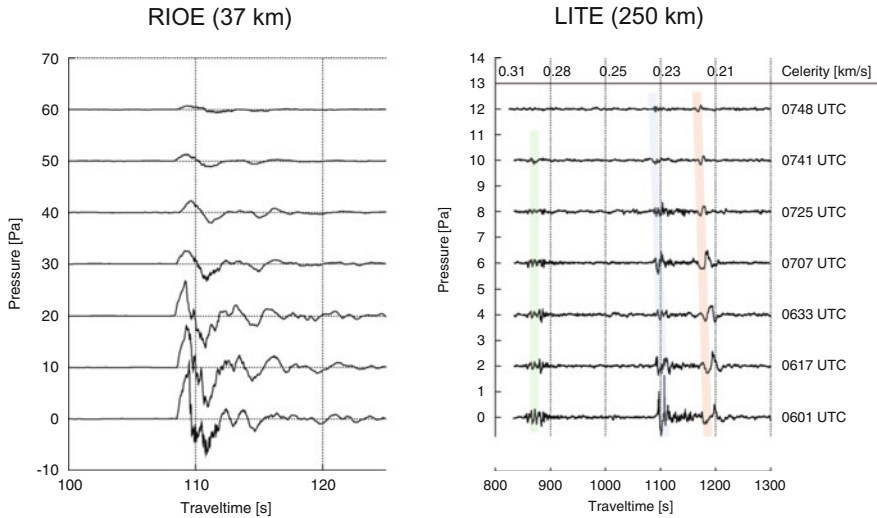 RIOE (37 km)
LITE (250 km)
Pressure [Pa]
70
60
50
40
30
20
10
0
-10
100
110
120
Traveltime [s]
Pressure [Pa]
14
13
12
11
10
9
8
7
6
5
4
3
2
1
0
0.31 0.28 0.25 0.23 0.21 Celerity [km/s]
0748 UTC
0741 UTC
0725 UTC
0707 UTC
0633 UTC
0617 UTC
0601 UTC
800 900 1000 1100 1200 1300
Traveltime [s]